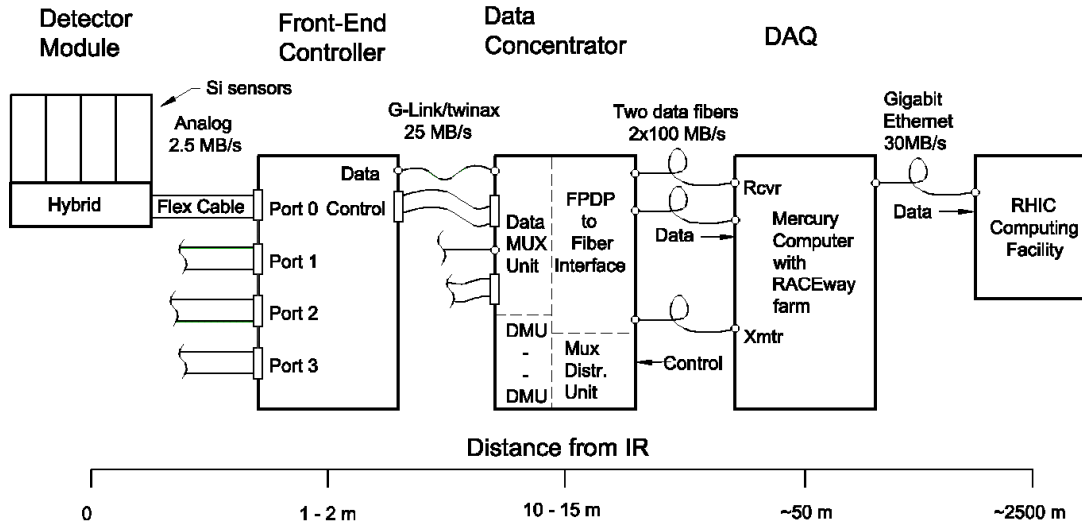 Detector
Module
Front-End
Controller
Data
Concentrator
DAQ
Si sensors
Analog
2.5 MB/s
G-Link/twinax
25 MB/s
Two data fibers
2x100 MB/s
Gigabit
Ethernet
30MB/s
Hybrid
Flex Cable
Data
Port 0 Control
Port 1
Port 2
Port 3
Data
MUX
Unit
DMU
-
-
DMU
FPDP
to
Fiber
Interface
Mux
Distr.
Unit
Data
Control
Rcvr
Mercury
Computer
with
RACEway
farm
Xmtr
Data
RHIC
Computing
Facility
Distance from IR
0
1 - 2 m
10 - 15 m
~50 m
~2500 m